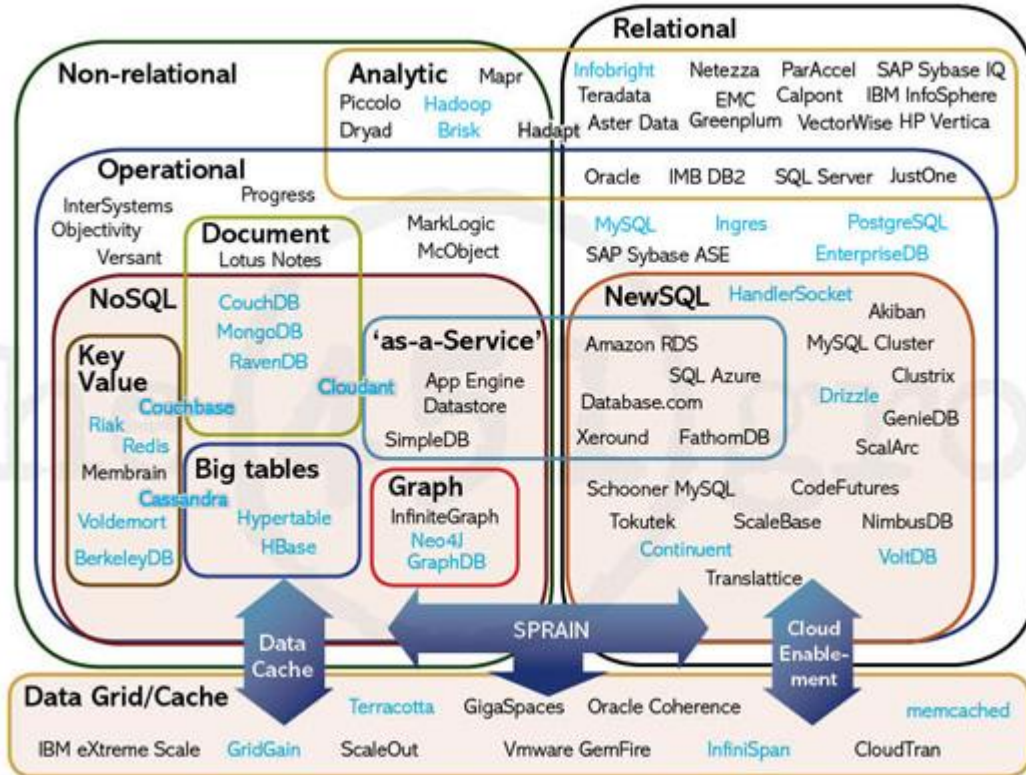 Relational
Non-relational
Analytic
Mapr
Piccolo
Hadoop
Dryad
Brisk
Hadapt
Infobright
Netezza
ParAccel
SAP Sybase IQ
Teradata
EMC
Greenplum
Calpont
IBM InfoSphere
Aster Data
VectorWise
HP Vertica
Operational
Oracle
IMB DB2
SQL Server
JustOne
InterSystems
Progress
Objectivity
Versant
Document
Lotus Notes
MarkLogic
McObject
MySQL
Ingres
PostgreSQL
SAP Sybase ASE
EnterpriseDB
NoSQL
CouchDB
MongoDB
RavenDB
Key
Value
Couchbase
Riak
Redis
Membrain
Cassandra
Voldemort
BerkeleyDB
Cloudant
'as-a-Service'
App Engine
Datastore
SimpleDB
Big tables
Hypertable
HBase
Graph
InfiniteGraph
Neo4J
GraphDB
NewSQL
HandlerSocket
Akiban
Amazon RDS
MySQL Cluster
SQL Azure
Clustrix
Database.com
Drizzle
GenieDB
Xeround
FathomDB
ScalArc
Schooner MySQL
CodeFutures
Tokutek
ScaleBase
NimbusDB
Continuent
VoltDB
Translattice
Data
Cache
SPRAIN
Cloud
Enable-
ment
Data Grid/Cache
Terracotta
GigaSpaces
Oracle Coherence
memcached
IBM eXtreme Scale
GridGain
ScaleOut
Vmware GemFire
InfiniSpan
CloudTran